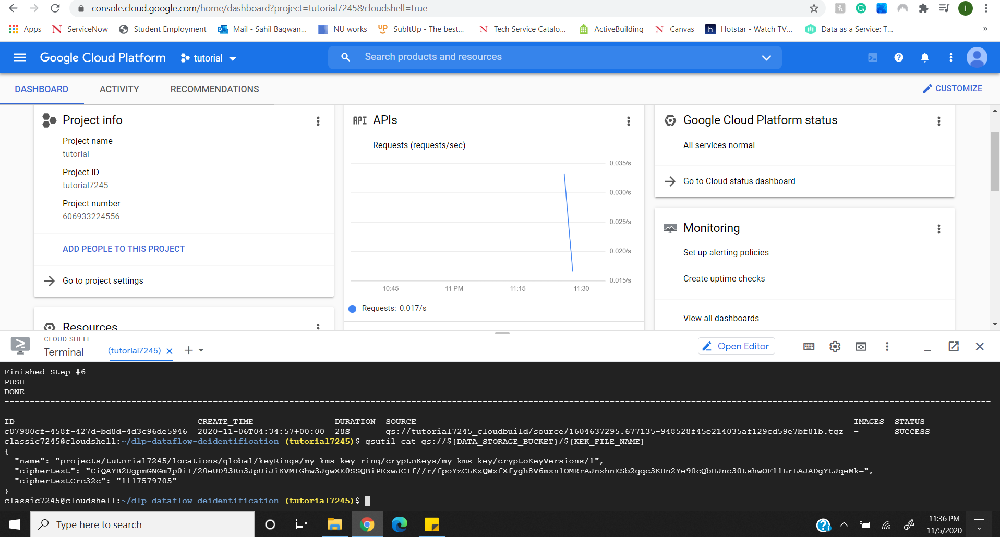 console.cloud.google.com/home/dashboard?project=tutorial7245&cloudshell=true
Apps ServiceNow Student Employment Mail - Sahil Bagwan... NU works SubItUp - The best... Tech Service Catalo... ActiveBuilding Canvas Hotstar - Watch TV... Data as a Service: T... »
Google Cloud Platform tutorial Search products and resources
DASHBOARD ACTIVITY RECOMMENDATIONS CUSTOMIZE
Project info
Project name
tutorial
Project ID
tutorial7245
Project number
606933224556
ADD PEOPLE TO THIS PROJECT
Go to project settings
Resources
API APIs
Requests (requests/sec)
0.035/s
0.030/s
0.025/s
0.020/s
0.015/s
10:45 11 PM 11:15 11:30
Requests: 0.017/s
Google Cloud Platform status
All services normal
Go to Cloud status dashboard
Monitoring
Set up alerting policies
Create uptime checks
View all dashboards
CLOUD SHELL
Terminal (tutorial7245) Open Editor
Finished Step #6
PUSH
DONE
ID CREATE_TIME DURATION SOURCE IMAGES STATUS
c87980cf-458f-427d-bd8d-4d3c96de5946 2020-11-06T04:34:57+00:00 28S gs://tutorial7245_cloudbuild/source/1604637295.677135-948528f45e214035af129cd59e7bf81b.tgz - SUCCESS
classic7245@cloudshell:~/dlp-dataflow-deidentification (tutorial7245)$ gsutil cat gs://${DATA_STORAGE_BUCKET}/${KEK_FILE_NAME}
{
"name": "projects/tutorial7245/locations/global/keyRings/my-kms-key-ring/cryptoKeys/my-kms-key/cryptoKeyVersions/1",
"ciphertext": "CiQAYB2UgpmGNGm7p0i+/20eUD93Rn3JpUiJiKVMIGhw3JgwXE0SSQBiPExwJC+f//r/fpoYzCLKxQWzfXfygh8V6mxn1OMRrAJnzhnESb2qqc3KUn2Ye90cQbHJnc30tshwOF11LrLAJADgYtJqeMk=",
"ciphertextCrc32c": "1117579705"
}
classic7245@cloudshell:~/dlp-dataflow-deidentification (tutorial7245)$
Type here to search
11:36 PM
11/5/2020